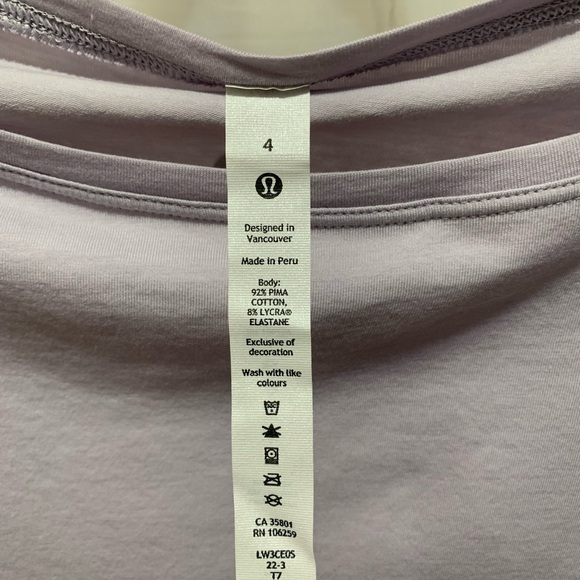 4
Designed in
Vancouver
Made in Peru
Body:
92% PIMA
COTTON,
8% LYCRA®
ELASTANE
Exclusive of
decoration
Wash with like
colours
CA 35801
RN 106259
LW3CE0S
22-3
T7